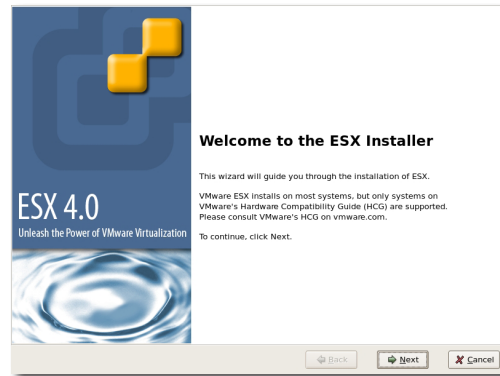 Welcome to the ESX Installer
This wizard will guide you through the installation of ESX.
VMware ESX installs on most systems, but only systems on
VMware's Hardware Compatibility Guide (HCG) are supported.
Please consult VMware's HCG on vmware.com.
To continue, click Next.
ESX 4.0
Unleash the Power of VMware Virtualization
Back
Next
Cancel